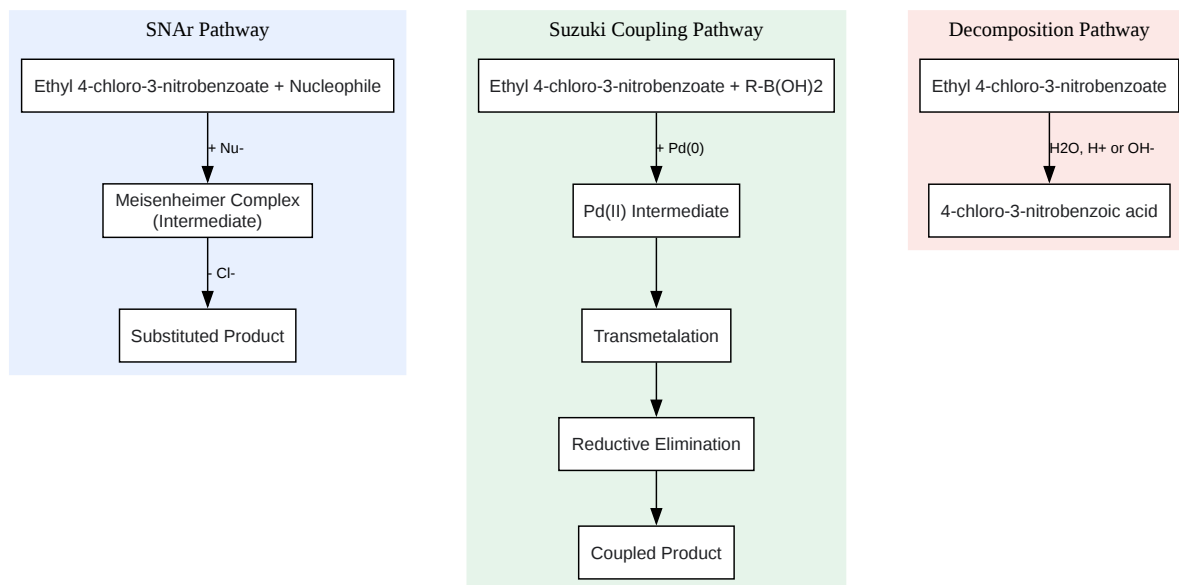 SNAr Pathway
Ethyl 4-chloro-3-nitrobenzoate + Nucleophile
+ Nu-
Meisenheimer Complex
(Intermediate)
- Cl-
Substituted Product
Suzuki Coupling Pathway
Ethyl 4-chloro-3-nitrobenzoate + R-B(OH)2
+ Pd(0)
Pd(II) Intermediate
Transmetalation
Reductive Elimination
Coupled Product
Decomposition Pathway
Ethyl 4-chloro-3-nitrobenzoate
H2O, H+ or OH-
4-chloro-3-nitrobenzoic acid